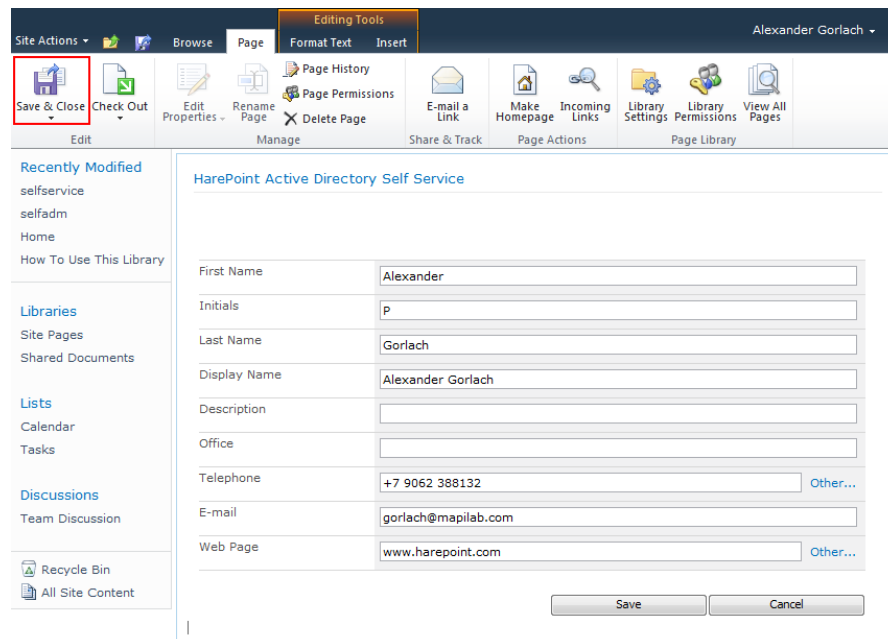 Editing Tools
Alexander Gorlach
Site Actions
Browse Page Format Text Insert
Save & Close
Check Out
Edit
Edit Properties
Rename Page
Page History
Page Permissions
Delete Page
Manage
E-mail a Link
Share & Track
Make Homepage
Incoming Links
Page Actions
Library Settings
Library Permissions
View All Pages
Page Library
Recently Modified
selfservice
selfadm
Home
How To Use This Library
Libraries
Site Pages
Shared Documents
Lists
Calendar
Tasks
Discussions
Team Discussion
Recycle Bin
All Site Content
HarePoint Active Directory Self Service
First Name Alexander
Initials P
Last Name Gorlach
Display Name Alexander Gorlach
Description
Office
Telephone +7 9062 388132 Other...
E-mail gorlach@mapilab.com
Web Page www.harepoint.com Other...
Save Cancel